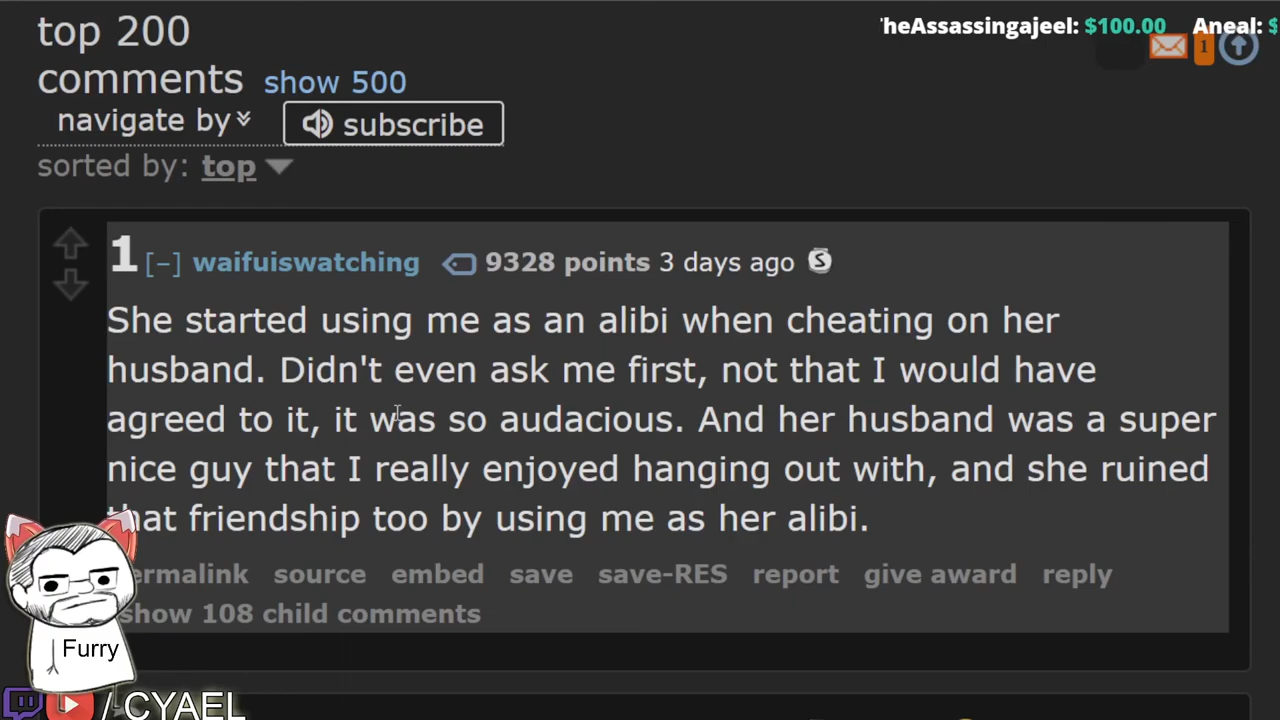 top 200
comments show 500
navigate by
subscribe
sorted by: top
'heAssassingajeel: $100.00 Aneal: $
1
1 [–] waifuiswatching 9328 points 3 days ago S
She started using me as an alibi when cheating on her
husband. Didn't even ask me first, not that I would have
agreed to it, it was so audacious. And her husband was a super
nice guy that I really enjoyed hanging out with, and she ruined
that friendship too by using me as her alibi.
ermalink source embed save save-RES report give award reply
show 108 child comments
Furry
/ CYAEL